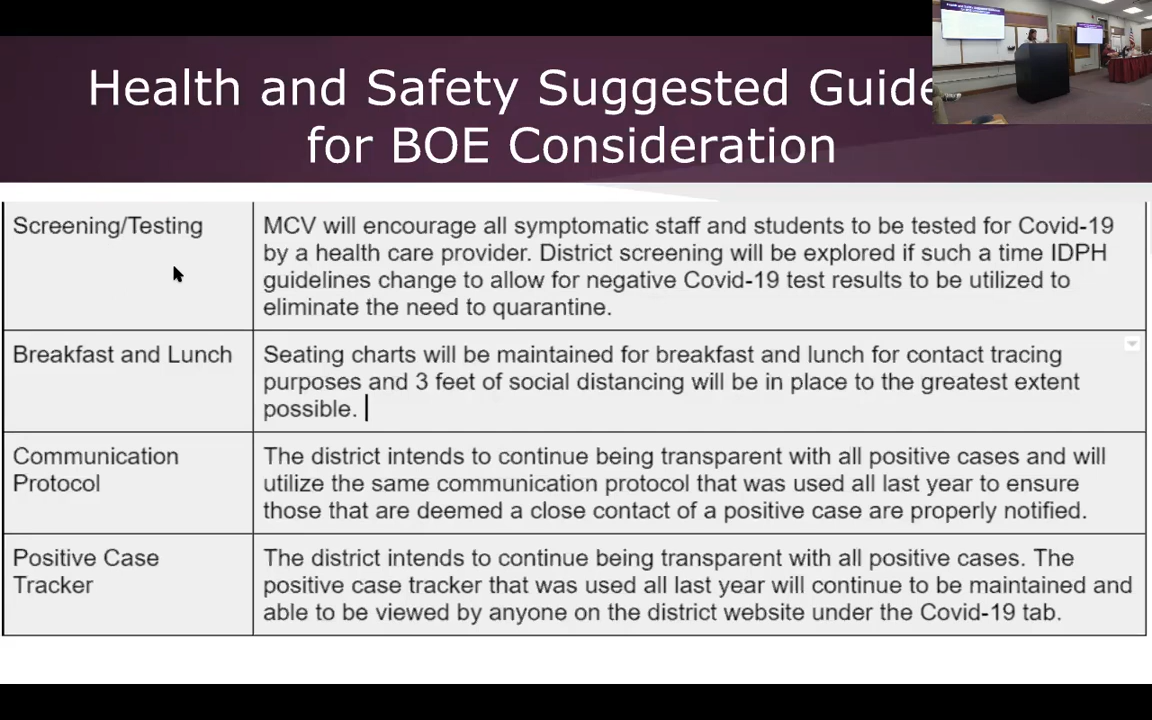 Health and Safety Suggested Guide
for BOE Consideration
Screening/Testing
MCV will encourage all symptomatic staff and students to be tested for Covid-19
by a health care provider. District screening will be explored if such a time IDPH
guidelines change to allow for negative Covid-19 test results to be utilized to
eliminate the need to quarantine.
Breakfast and Lunch
Seating charts will be maintained for breakfast and lunch for contact tracing
purposes and 3 feet of social distancing will be in place to the greatest extent
possible.
Communication
Protocol
The district intends to continue being transparent with all positive cases and will
utilize the same communication protocol that was used all last year to ensure
those that are deemed a close contact of a positive case are properly notified.
Positive Case
Tracker
The district intends to continue being transparent with all positive cases. The
positive case tracker that was used all last year will continue to be maintained and
able to be viewed by anyone on the district website under the Covid-19 tab.